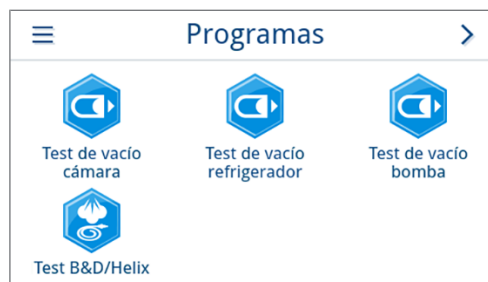 Programas
Test de vacío
cámara
Test de vacío
refrigerador
Test de vacío
bomba
Test B&D/Helix